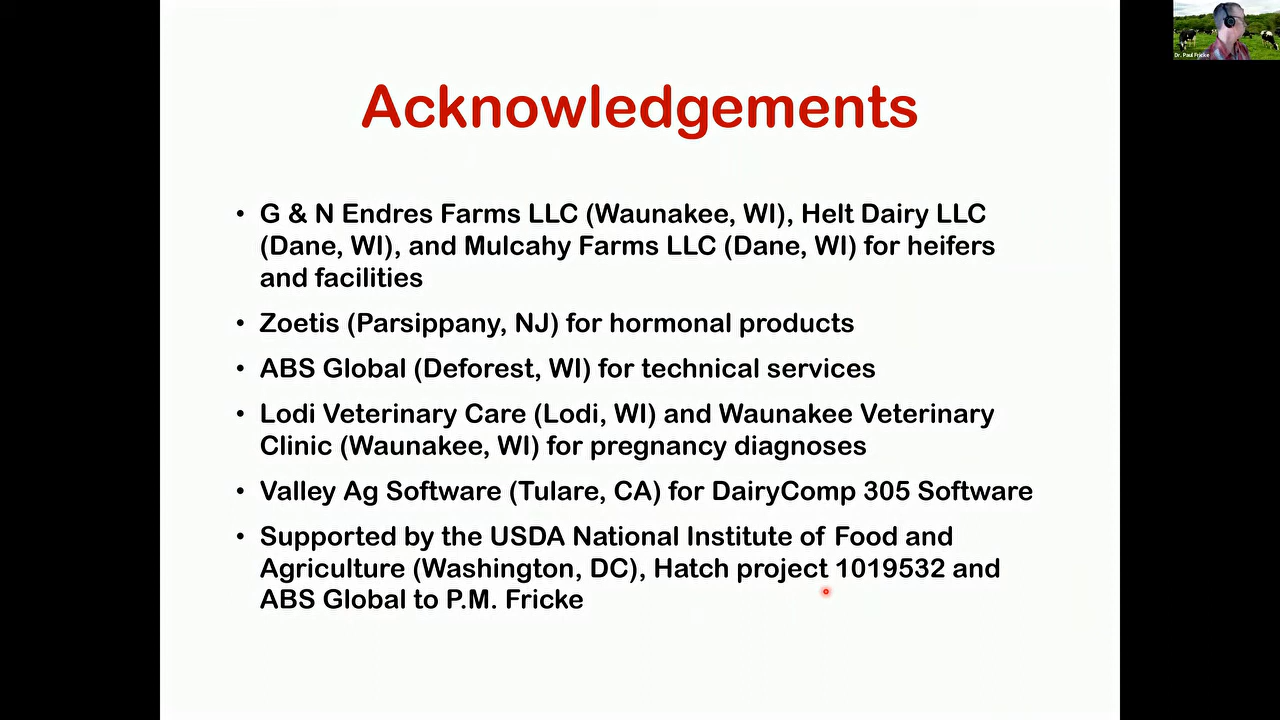 Acknowledgements
• G & N Endres Farms LLC (Waunakee, WI), Helt Dairy LLC
(Dane, WI), and Mulcahy Farms LLC (Dane, WI) for heifers
and facilities
• Zoetis (Parsippany, NJ) for hormonal products
• ABS Global (Deforest, WI) for technical services
• Lodi Veterinary Care (Lodi, WI) and Waunakee Veterinary
Clinic (Waunakee, WI) for pregnancy diagnoses
• Valley Ag Software (Tulare, CA) for DairyComp 305 Software
• Supported by the USDA National Institute of Food and
Agriculture (Washington, DC), Hatch project 1019532 and
ABS Global to P.M. Fricke
Dr. Paul Fricke